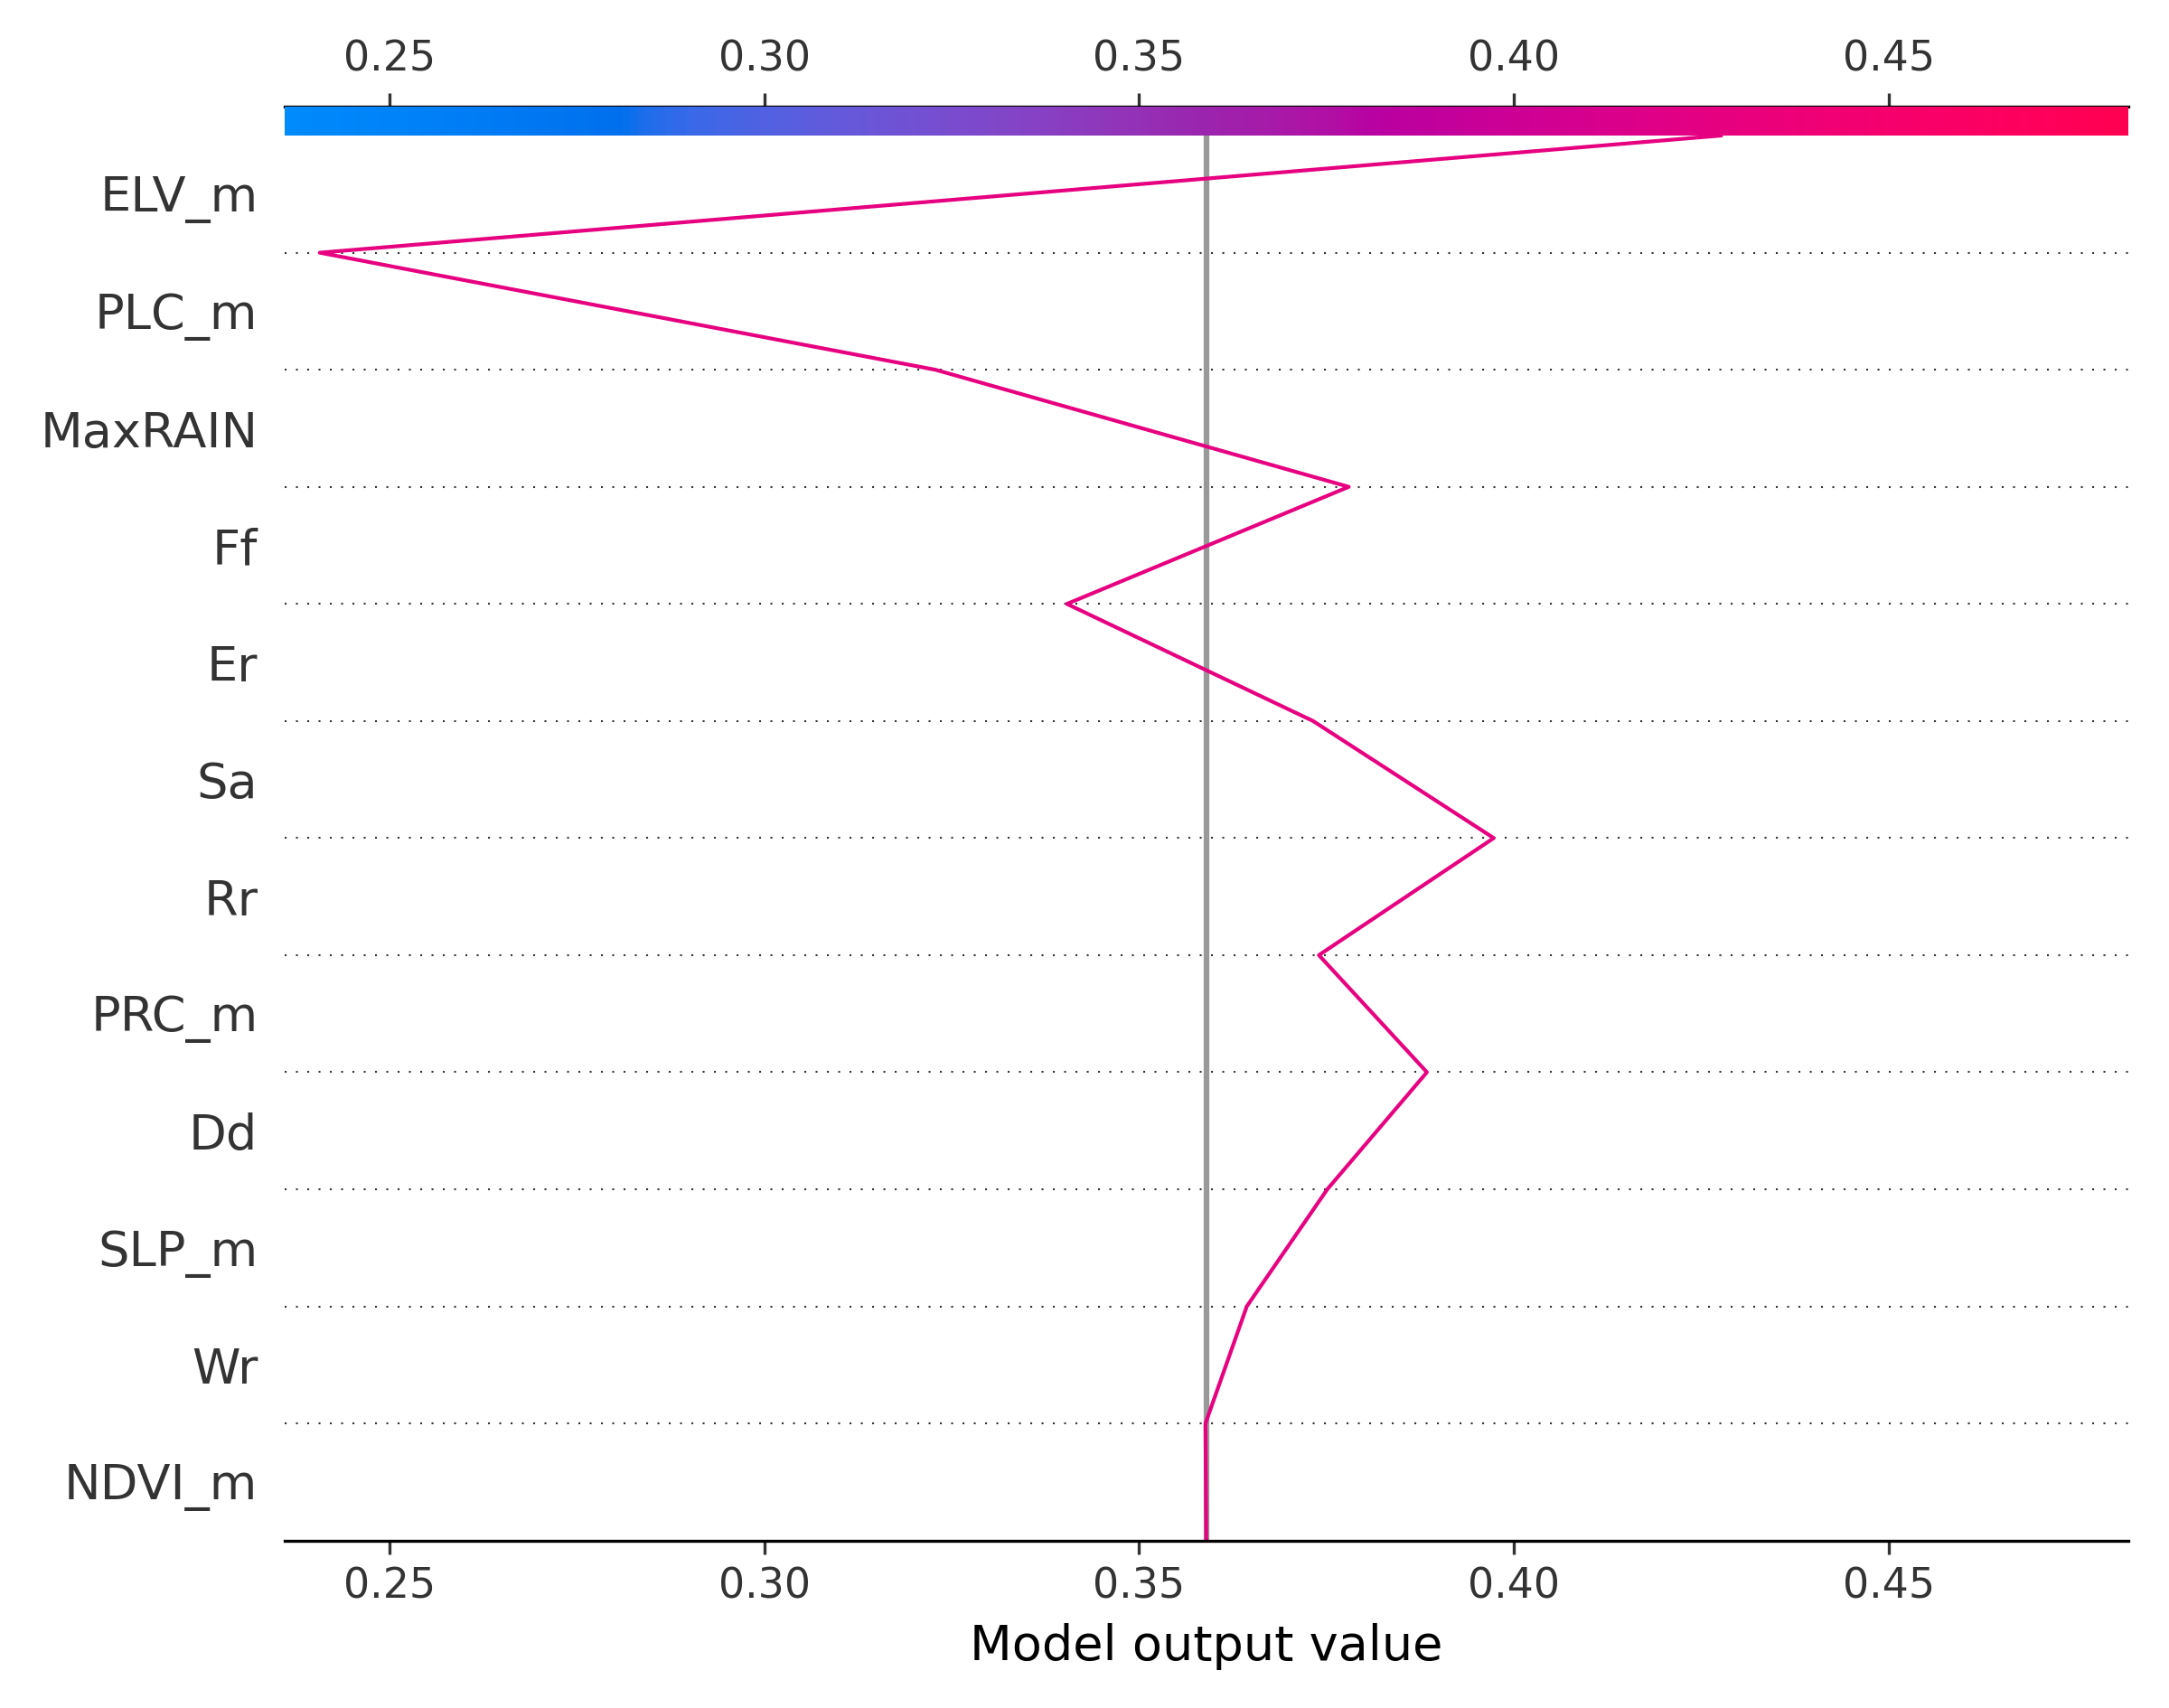 0.25 0.30 0.35 0.40 0.45
ELV_m
PLC_m
MaxRAIN
Ff
Er
Sa
Rr
PRC_m
Dd
SLP_m
Wr
NDVI_m
0.25 0.30 0.35 0.40 0.45
Model output value